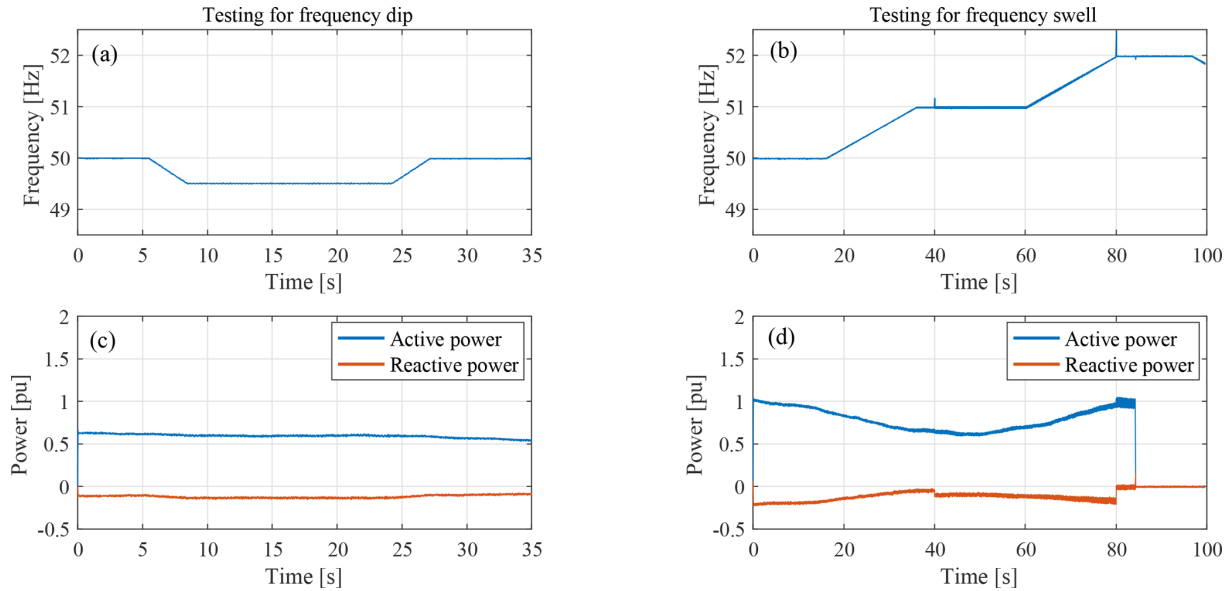 Testing for frequency dip
(a)
Frequency [Hz]
52
51
50
49
0 5 10 15 20 25 30 35
Time [s]
Testing for frequency swell
(b)
Frequency [Hz]
52
51
50
49
0 20 40 60 80 100
Time [s]
(c)
Active power
Reactive power
Power [pu]
2
1.5
1
0.5
0
-0.5
0 5 10 15 20 25 30 35
Time [s]
(d)
Active power
Reactive power
Power [pu]
2
1.5
1
0.5
0
-0.5
0 20 40 60 80 100
Time [s]